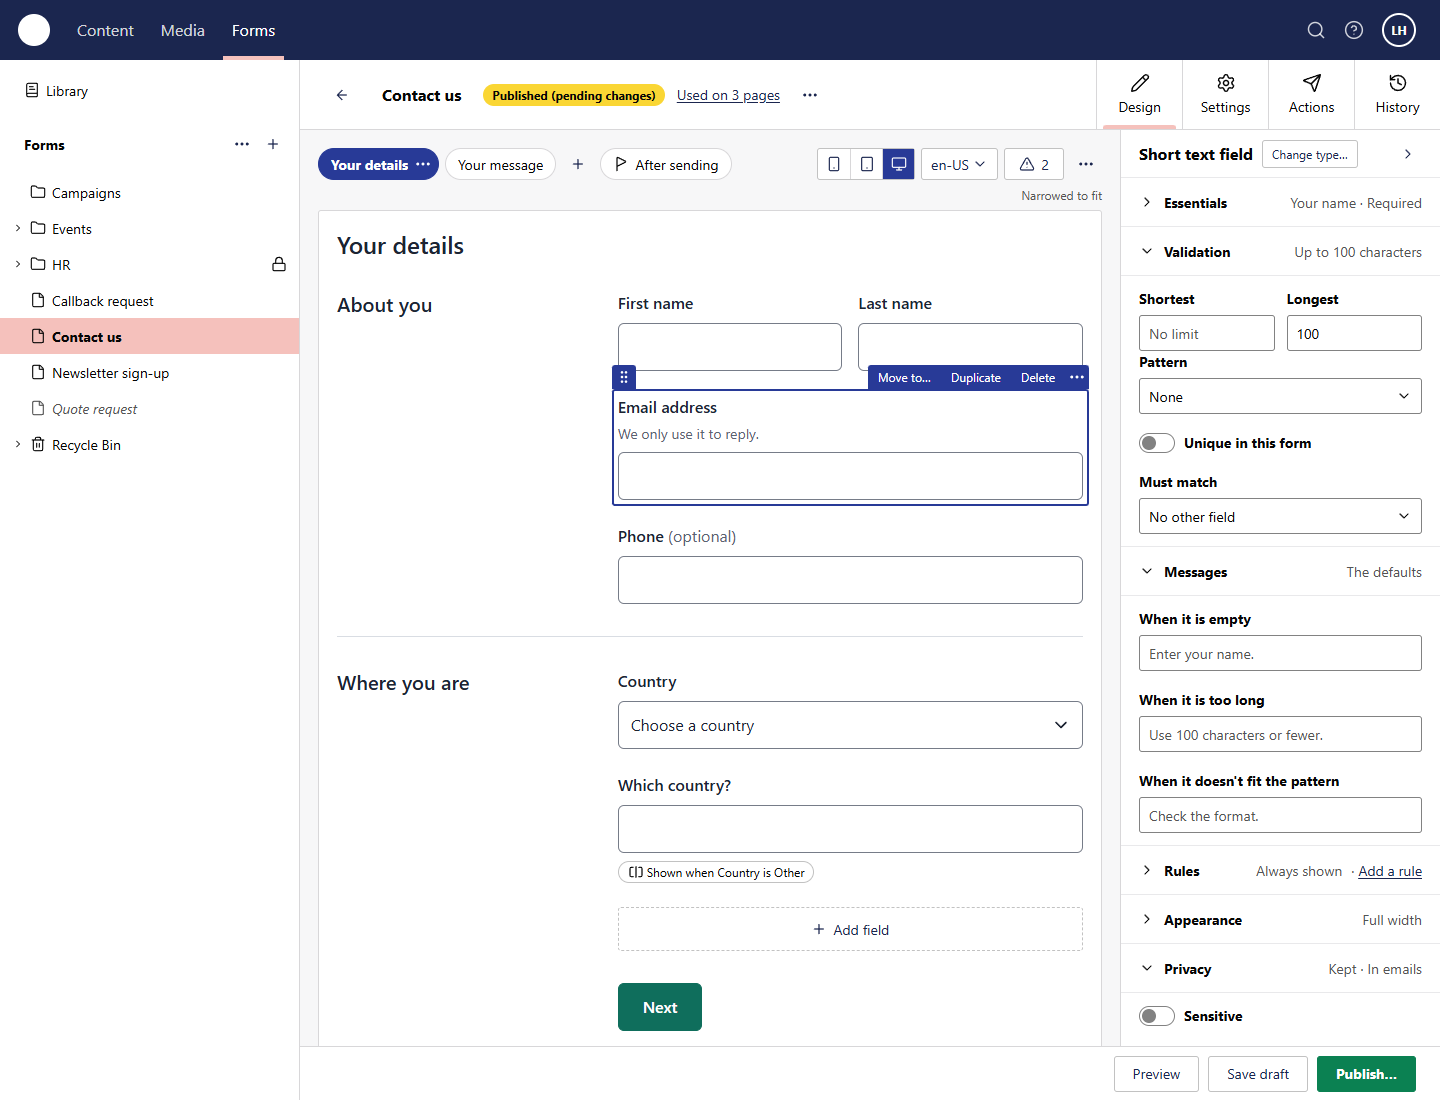 Content
Media
Forms
LH
Library
Forms
Campaigns
Events
HR
Callback request
Contact us
Newsletter sign-up
Quote request
Recycle Bin
Contact us
Published (pending changes)
Used on 3 pages
Design
Settings
Actions
History
Your details
Your message
After sending
en-US
2
Narrowed to fit
Your details
About you
First name
Last name
Move to...
Duplicate
Delete
Email address
We only use it to reply.
Phone (optional)
Where you are
Country
Choose a country
Which country?
Shown when Country is Other
Add field
Next
Short text field
Change type...
Essentials
Your name · Required
Validation
Up to 100 characters
Shortest
Longest
No limit
100
Pattern
None
Unique in this form
Must match
No other field
Messages
The defaults
When it is empty
Enter your name.
When it is too long
Use 100 characters or fewer.
When it doesn't fit the pattern
Check the format.
Rules
Always shown · Add a rule
Appearance
Full width
Privacy
Kept · In emails
Sensitive
Preview
Save draft
Publish...